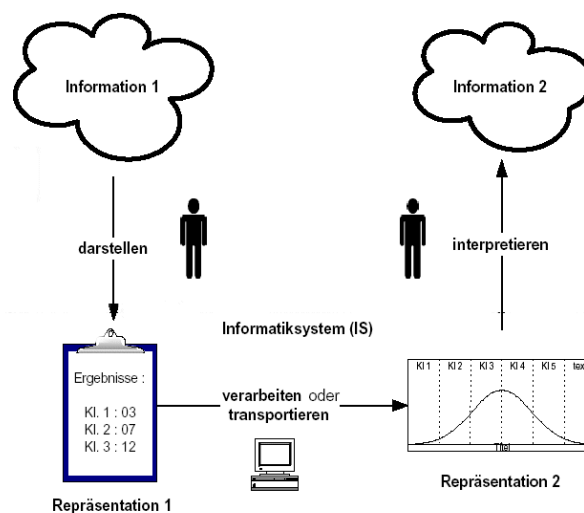 Information 1
Information 2
darstellen
interpretieren
Informatiksystem (IS)
Ergebnisse :
Kl. 1 : 03
Kl. 2 : 07
Kl. 3 : 12
verarbeiten oder
transportieren
Kl 1 Kl 2 Kl 3 Kl 4 Kl 5 text
Titel
Repräsentation 1
Repräsentation 2